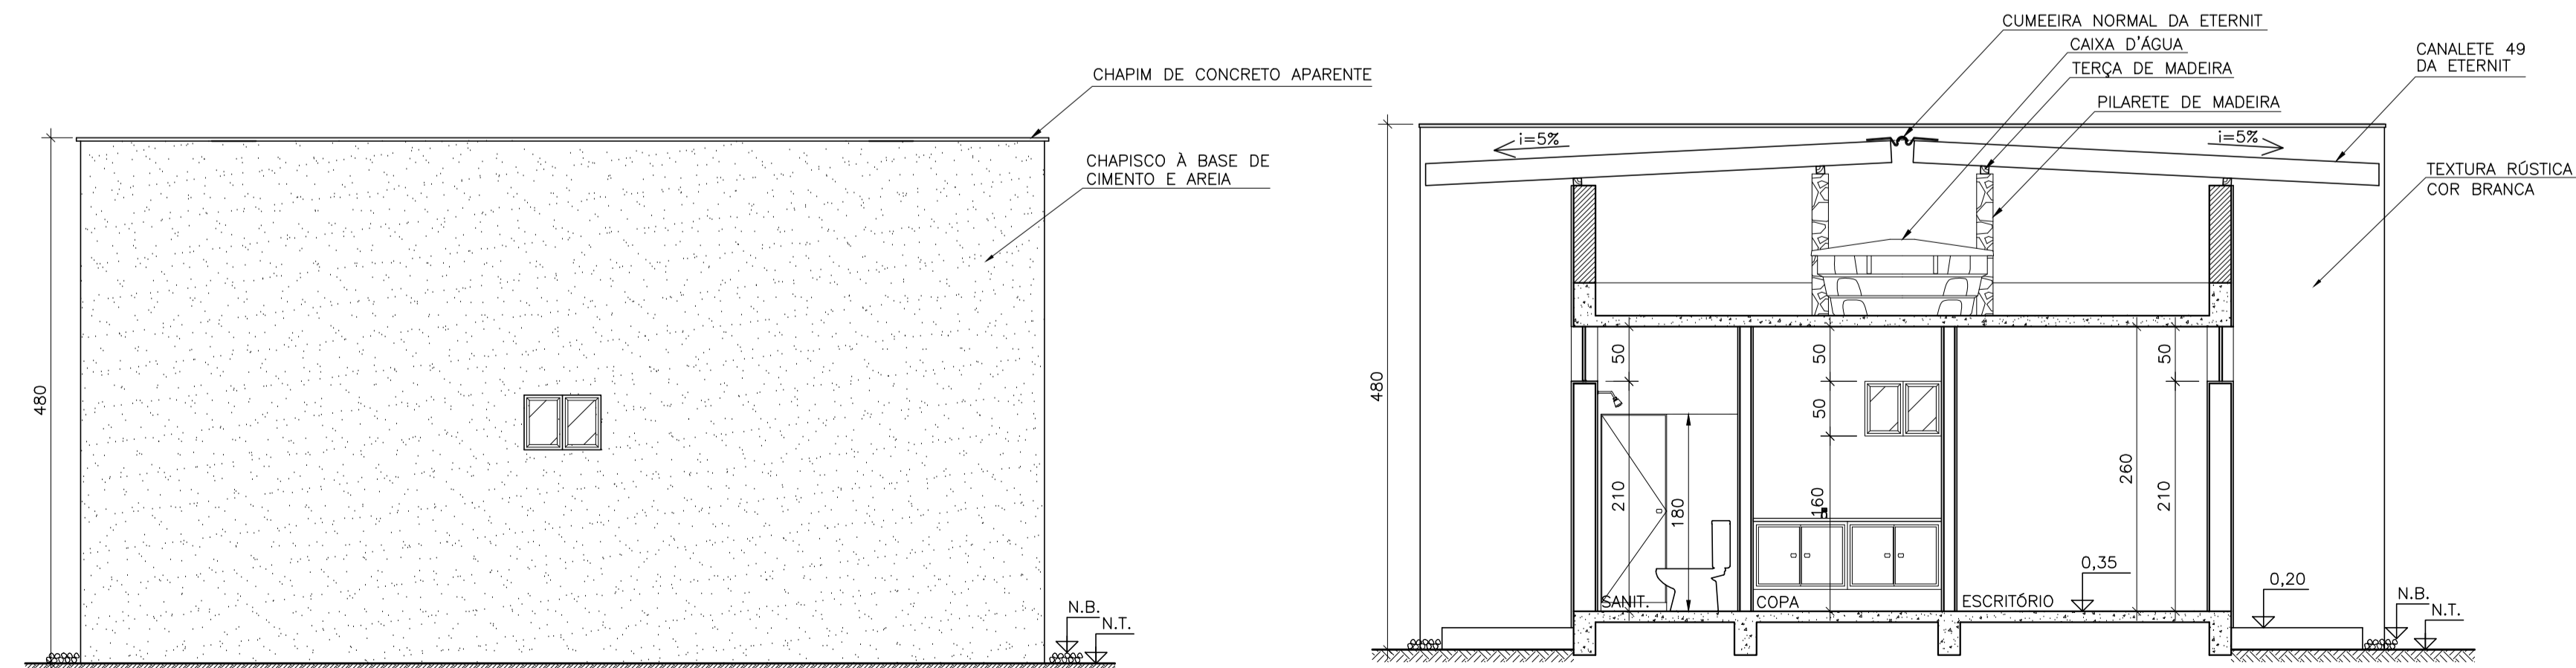 CHAPIM DE CONCRETO APARENTE
CHAPISCO À BASE DE
CIMENTO E AREIA
480
N.B.
N.T.
CUMEEIRA NORMAL DA ETERNIT
CAIXA D'ÁGUA
TERÇA DE MADEIRA
PILARETE DE MADEIRA
CANALETE 49
DA ETERNIT
i=5%
i=5%
TEXTURA RÚSTICA
COR BRANCA
480
50
50
50
50
210
180
160
260
210
SANIT.
COPA
ESCRITÓRIO
0,35
0,20
N.B.
N.T.